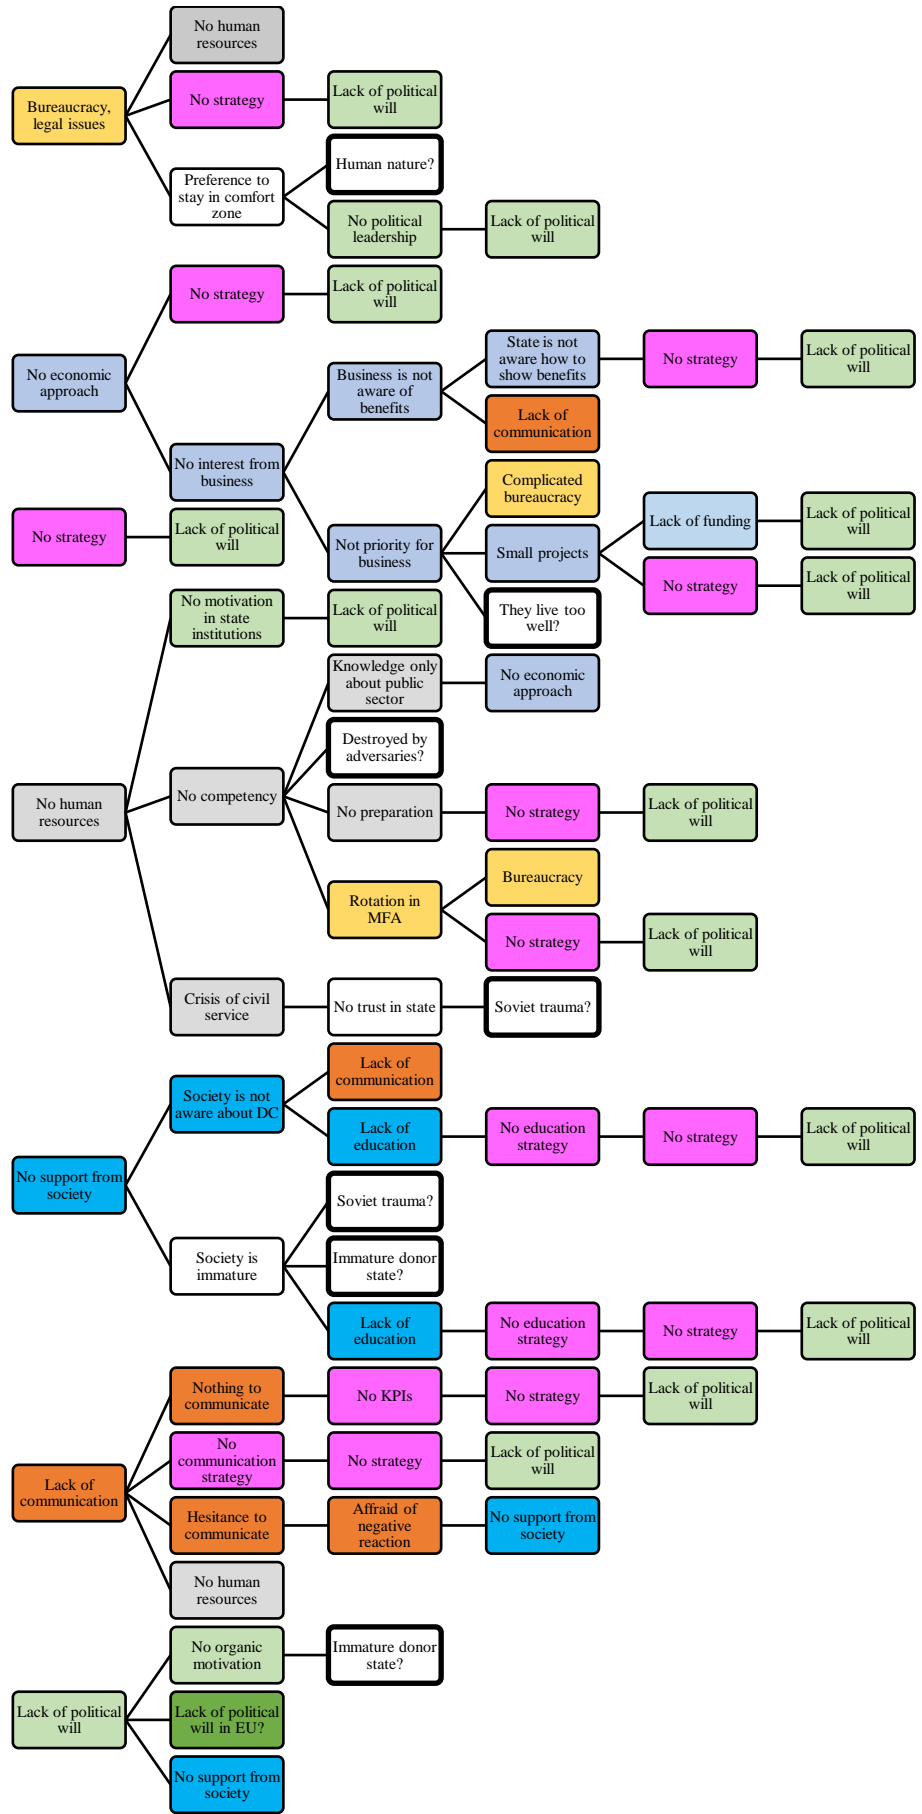 No human
resources
No strategy
Lack of political
will
Bureaucracy,
legal issues
Human nature?
Preference to
stay in comfort
zone
No political
leadership
Lack of political
will
No strategy
Lack of political
will
No economic
approach
Business is not
aware of
benefits
State is not
aware how to
show benefits
No strategy
Lack of political
will
Lack of
communication
No interest from
business
Complicated
bureaucracy
Not priority for
business
Small projects
Lack of funding
Lack of political
will
No strategy
Lack of political
will
They live too
well?
No strategy
Lack of political
will
No motivation
in state
institutions
Lack of political
will
Knowledge only
about public
sector
No economic
approach
Destroyed by
adversaries?
No human
resources
No competency
No preparation
No strategy
Lack of political
will
Rotation in
MFA
Bureaucracy
No strategy
Lack of political
will
Crisis of civil
service
No trust in state
Soviet trauma?
Lack of
communication
Society is not
aware about DC
Lack of
education
No education
strategy
No strategy
Lack of political
will
No support from
society
Soviet trauma?
Society is
immature
Immature donor
state?
Lack of
education
No education
strategy
No strategy
Lack of political
will
Nothing to
communicate
No KPIs
No strategy
Lack of political
will
No
communication
strategy
No strategy
Lack of political
will
Lack of
communication
Hesitance to
communicate
Affraid of
negative
reaction
No support from
society
No human
resources
No organic
motivation
Immature donor
state?
Lack of political
will
Lack of political
will in EU?
No support from
society